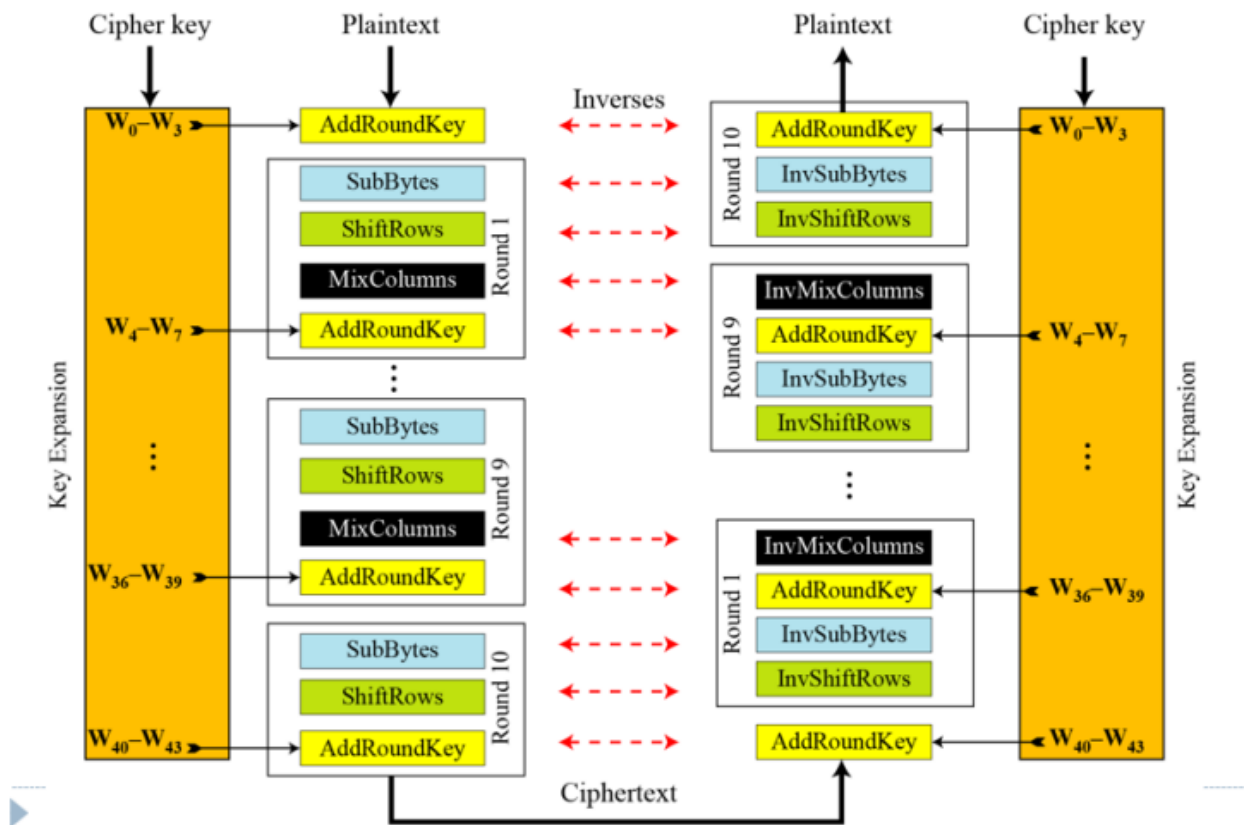 Cipher key
Plaintext
Plaintext
Cipher key
Inverses
W0–W3
AddRoundKey
AddRoundKey
W0–W3
SubBytes
InvSubBytes
Round 10
ShiftRows
Round 1
InvShiftRows
MixColumns
InvMixColumns
W4–W7
AddRoundKey
AddRoundKey
Round 9
W4–W7
InvSubBytes
...
InvShiftRows
Key Expansion
...
SubBytes
ShiftRows
Round 9
MixColumns
W36–W39
AddRoundKey
...
Key Expansion
...
InvMixColumns
AddRoundKey
W36–W39
Round 1
InvSubBytes
InvShiftRows
SubBytes
ShiftRows
Round 10
W40–W43
AddRoundKey
AddRoundKey
W40–W43
Ciphertext